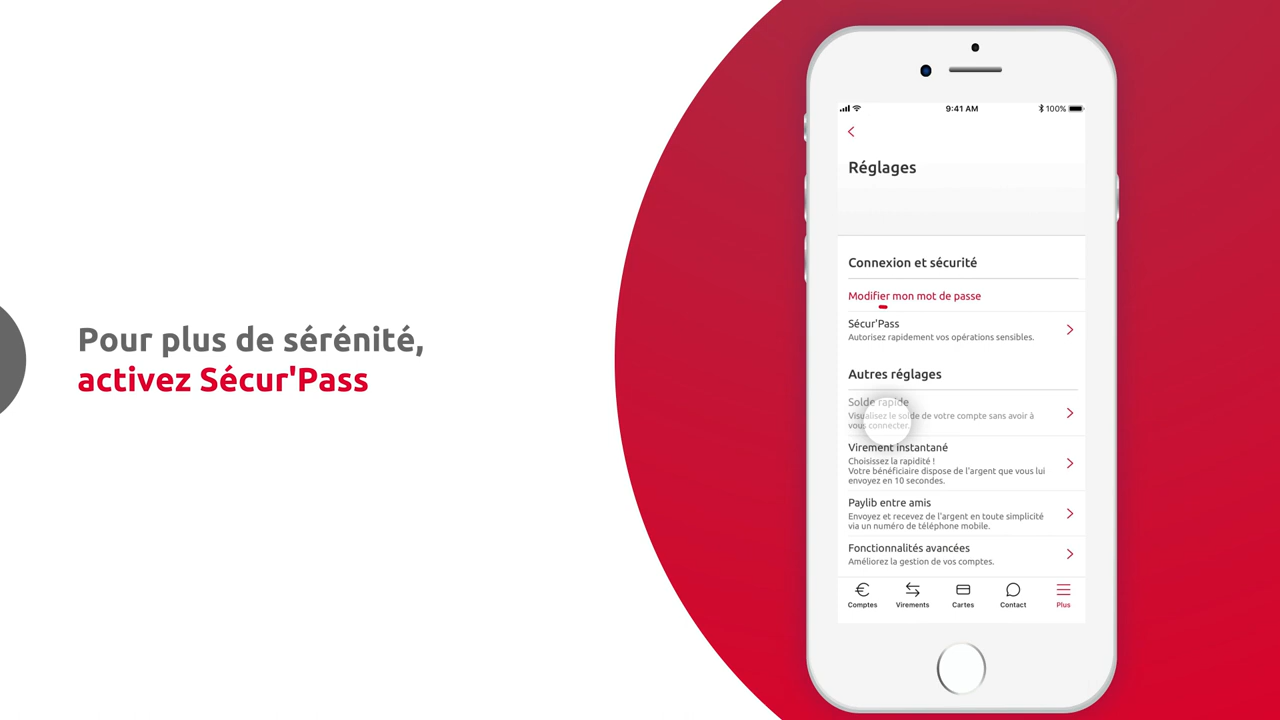 Pour plus de sérénité,
activez Sécur'Pass
9:41 AM
100%
Réglages
Connexion et sécurité
Modifier mon mot de passe
Sécur'Pass
Autorisez rapidement vos opérations sensibles.
Autres réglages
Solde rapide
Visualisez le solde de votre compte sans avoir à
vous connecter.
Virement instantané
Choisissez la rapidité !
Votre bénéficiaire dispose de l'argent que vous lui
envoyez en 10 secondes.
Paylib entre amis
Envoyez et recevez de l'argent en toute simplicité
via un numéro de téléphone mobile.
Fonctionnalités avancées
Améliorez la gestion de vos comptes.
Comptes
Virements
Cartes
Contact
Plus